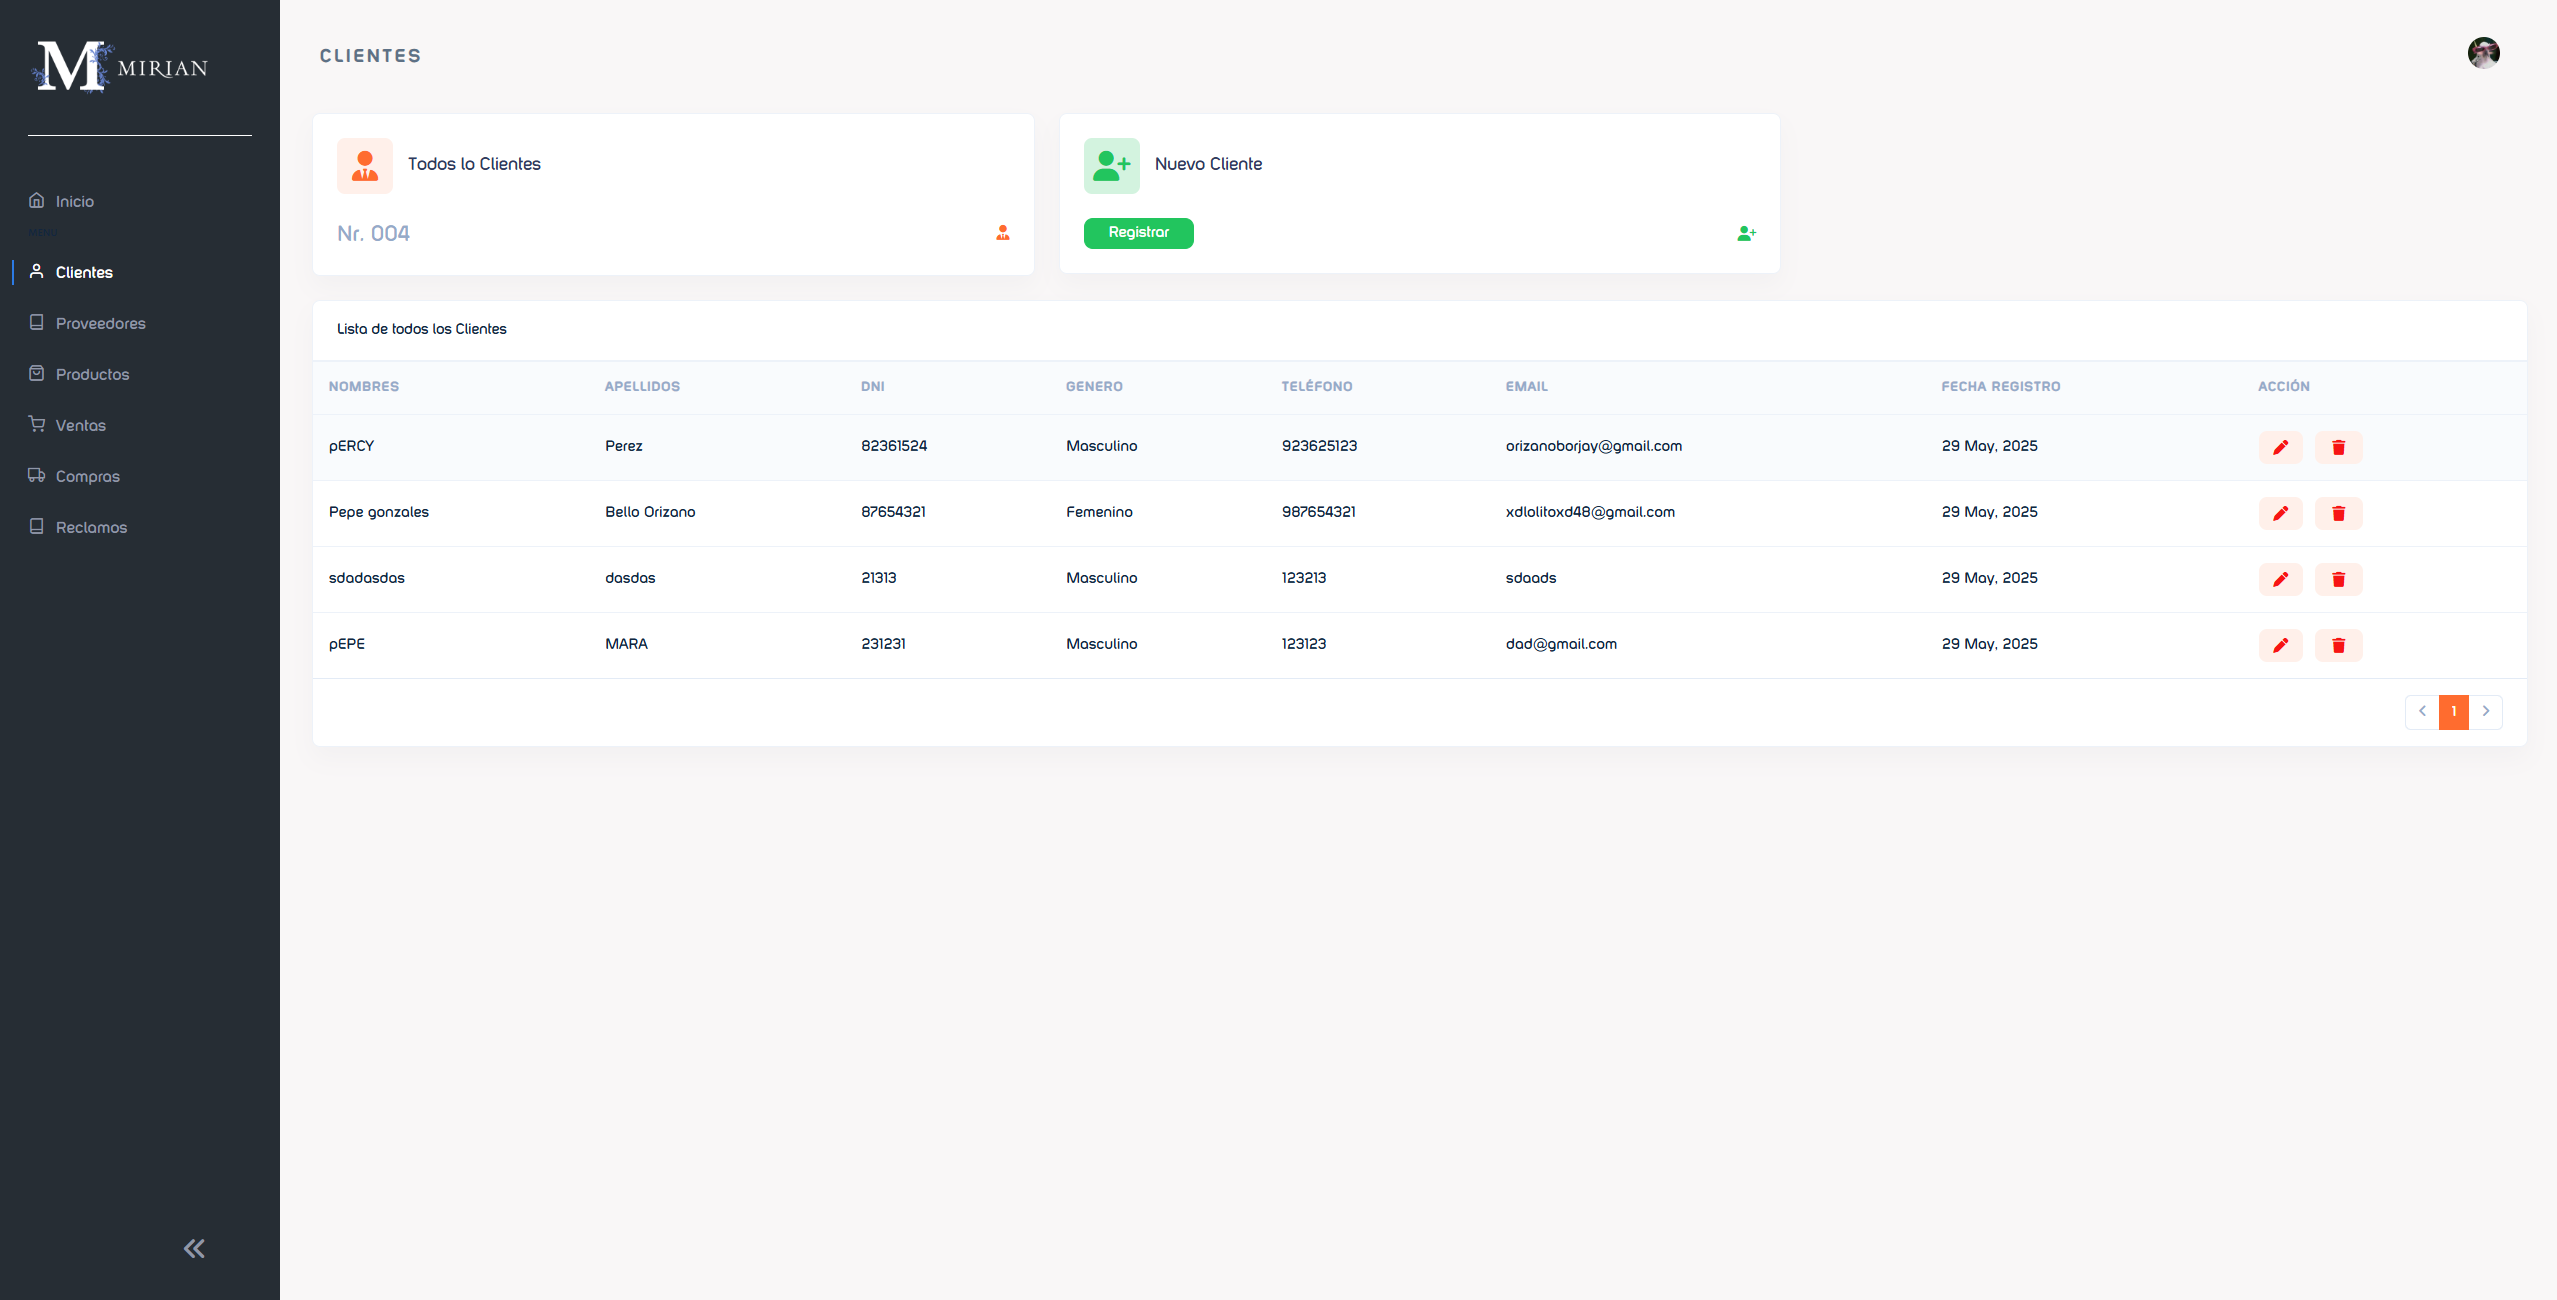 M MIRIAN
Inicio
MENU
Clientes
Proveedores
Productos
Ventas
Compras
Reclamos
CLIENTES
Todos lo Clientes
Nr. 004
Nuevo Cliente
Registrar
Lista de todos los Clientes
NOMBRES APELLIDOS DNI GENERO TELÉFONO EMAIL FECHA REGISTRO ACCIÓN
pERCY Perez 82361524 Masculino 923625123 orizanoborjay@gmail.com 29 May, 2025
Pepe gonzales Bello Orizano 87654321 Femenino 987654321 xdlolitoxd48@gmail.com 29 May, 2025
sdadasdas dasdas 21313 Masculino 123213 sdaads 29 May, 2025
pEPE MARA 231231 Masculino 123123 dad@gmail.com 29 May, 2025
1